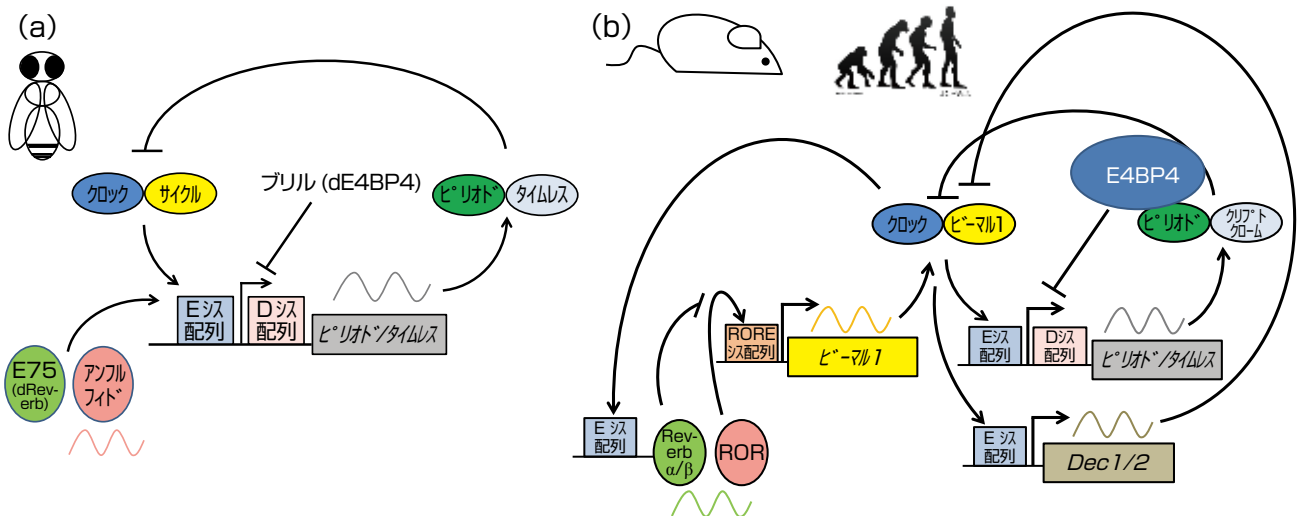 (a)
クロック
サイクル
ブリル (dE4BP4)
ピリオド
タイムレス
Eシス
配列
Dシス
配列
ピリオド/タイムレス
E75
(dRev-
erb)
アンフル
フィド
(b)
E4BP4
クロック
ビーマル1
ピリオド
クリプト
クローム
RORE
シス配列
ビーマル1
Eシス
配列
Dシス
配列
ピリオド/タイムレス
Eシス
配列
Rev-
erb
α/β
ROR
Eシス
配列
Dec1/2